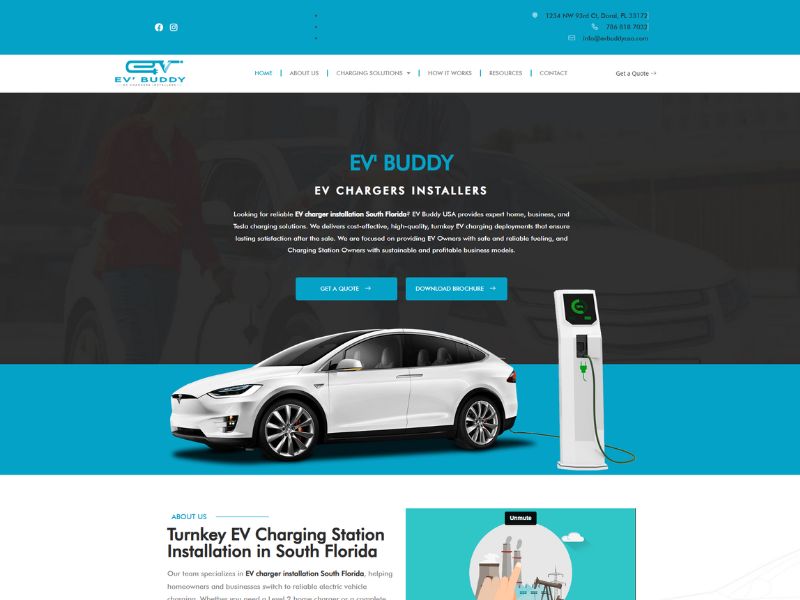 1254 NW 93rd Ct, Doral, FL 33172
786 618 7032
info@evbuddyusa.com
EV
EV' BUDDY
EV CHARGERS INSTALLERS
HOME
ABOUT US
CHARGING SOLUTIONS
HOW IT WORKS
RESOURCES
CONTACT
Get a Quote
EV' BUDDY
EV CHARGERS INSTALLERS
Looking for reliable EV charger installation South Florida? EV Buddy USA provides expert home, business, and
Tesla charging solutions. We delivers cost-effective, high-quality, turnkey EV charging deployments that ensure
lasting satisfaction after the sale. We are focused on providing EV Owners with safe and reliable fueling, and
Charging Station Owners with sustainable and profitable business models.
GET A QUOTE
DOWNLOAD BROCHURE
ABOUT US
Turnkey EV Charging Station
Installation in South Florida
Our team specializes in EV charger installation South Florida, helping
homeowners and businesses switch to reliable electric vehicle
charging. Whether you need a Level 2 home charger or a complete
Unmute